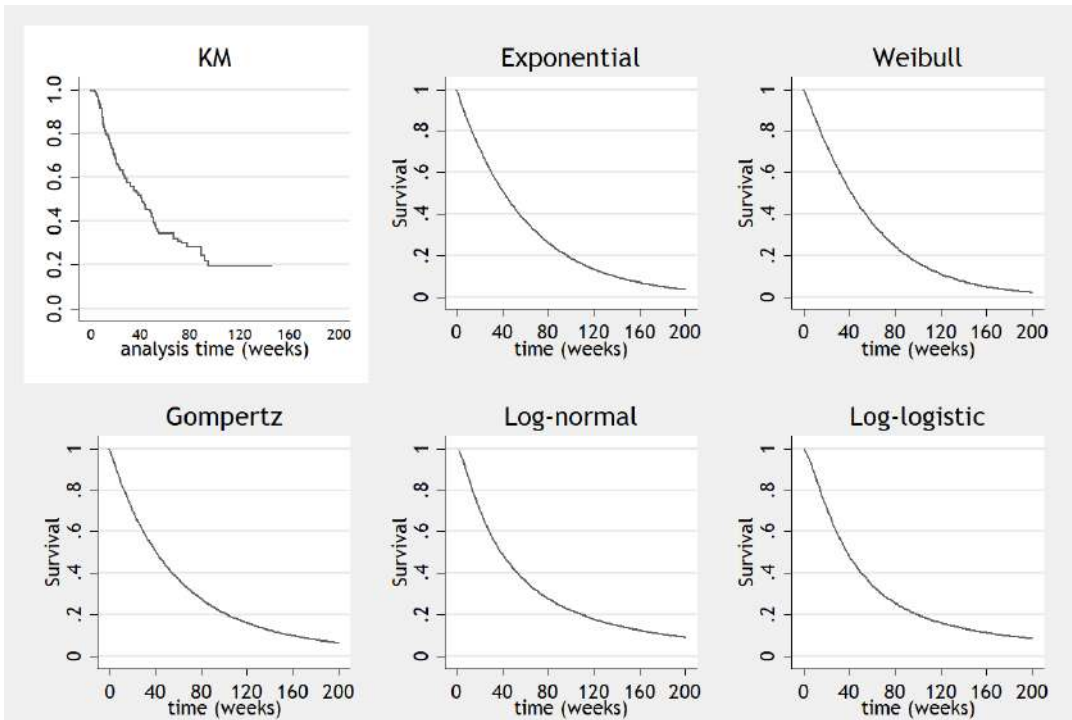 KM
1.0
0.8
0.6
0.4
0.2
0.0
0 40 80 120 160 200
analysis time (weeks)
Exponential
Survival
1
.8
.6
.4
.2
0
0 40 80 120 160 200
time (weeks)
Weibull
Survival
1
.8
.6
.4
.2
0
0 40 80 120 160 200
time (weeks)
Gompertz
Survival
1
.8
.6
.4
.2
0
0 40 80 120 160 200
time (weeks)
Log-normal
Survival
1
.8
.6
.4
.2
0
0 40 80 120 160 200
time (weeks)
Log-logistic
Survival
1
.8
.6
.4
.2
0
0 40 80 120 160 200
time (weeks)